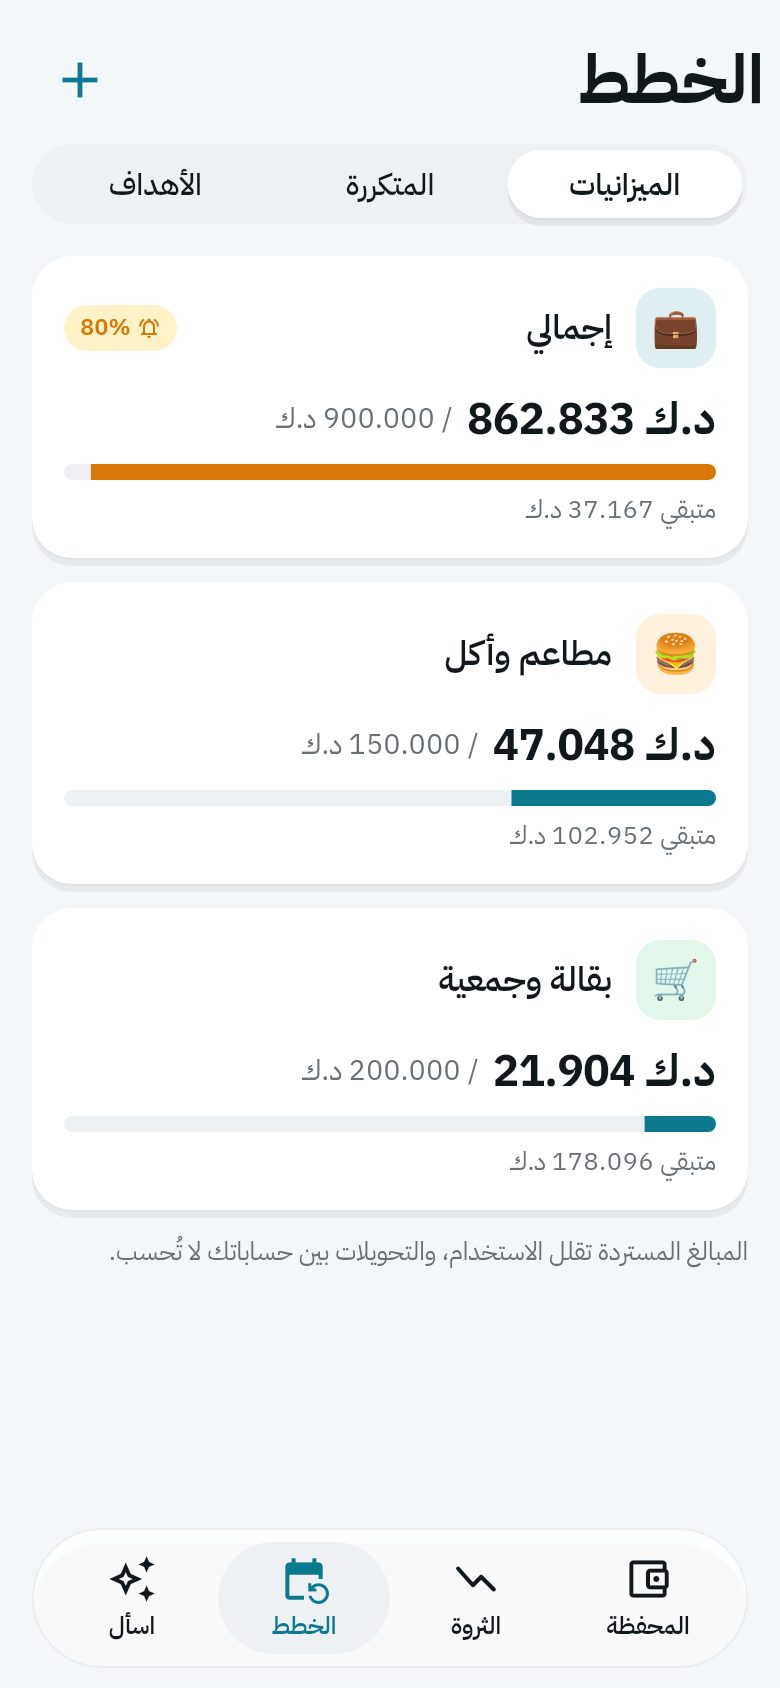 الخطط
الميزانيات
المتكررة
الأهداف
إجمالي
80%
د.ك 862.833 / 900.000 د.ك
متبقي 37.167 د.ك
مطاعم وأكل
د.ك 47.048 / 150.000 د.ك
متبقي 102.952 د.ك
بقالة وجمعية
د.ك 21.904 / 200.000 د.ك
متبقي 178.096 د.ك
المبالغ المستردة تقلل الاستخدام، والتحويلات بين حساباتك لا تُحسب.
المحفظة
الثروة
الخطط
اسأل